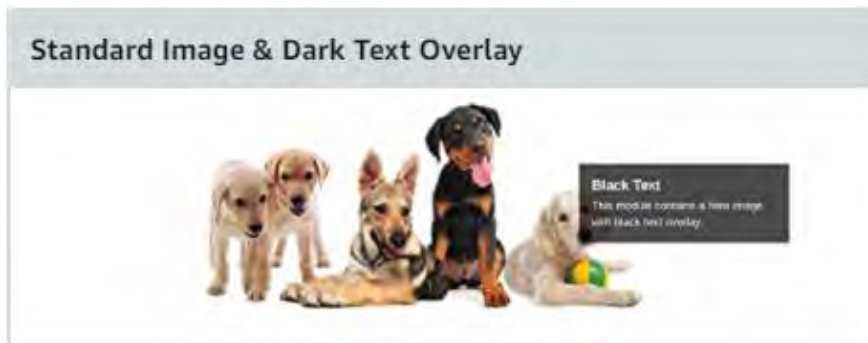 Standard Image & Dark Text Overlay
Black Text
This module contains a hero image
with black text overlay.